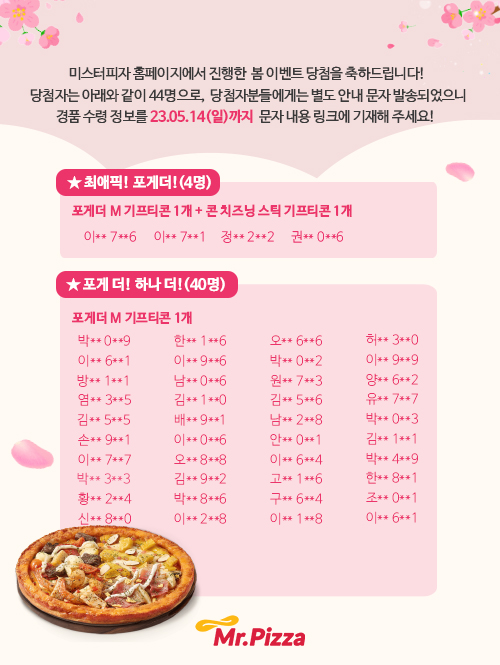 미스터피자 홈페이지에서 진행한 봄 이벤트 당첨을 축하드립니다!
당첨자는 아래와 같이 44명으로, 당첨자분들에게는 별도 안내 문자 발송되었으니
경품 수령 정보를 23.05.14(일)까지 문자 내용 링크에 기재해 주세요!
★ 최애픽! 포게더!(4명)
포게더 M 기프티콘 1개 + 콘 치즈닝 스틱 기프티콘 1개
이** 7**6 이** 7**1 정** 2**2 권** 0**6
★ 포게 더! 하나 더!(40명)
포게더 M 기프티콘 1개
박** 0**9 한** 1**6 오** 6**6 허** 3**0
이** 6**1 이** 9**6 박** 0**2 이** 9**9
방** 1**1 남** 0**6 원** 7**3 양** 6**2
염** 3**5 김** 1**0 김** 5**6 유** 7**7
김** 5**5 배** 9**1 남** 2**8 박** 0**3
손** 9**1 이** 0**6 안** 0**1 김** 1**1
이** 7**7 오** 8**8 이** 6**4 박** 4**9
박** 3**3 김** 9**2 고** 1**6 한** 8**1
황** 2**4 박** 8**6 구** 6**4 조** 0**1
신** 8**0 이** 2**8 이** 1**8 이** 6**1
Mr.Pizza